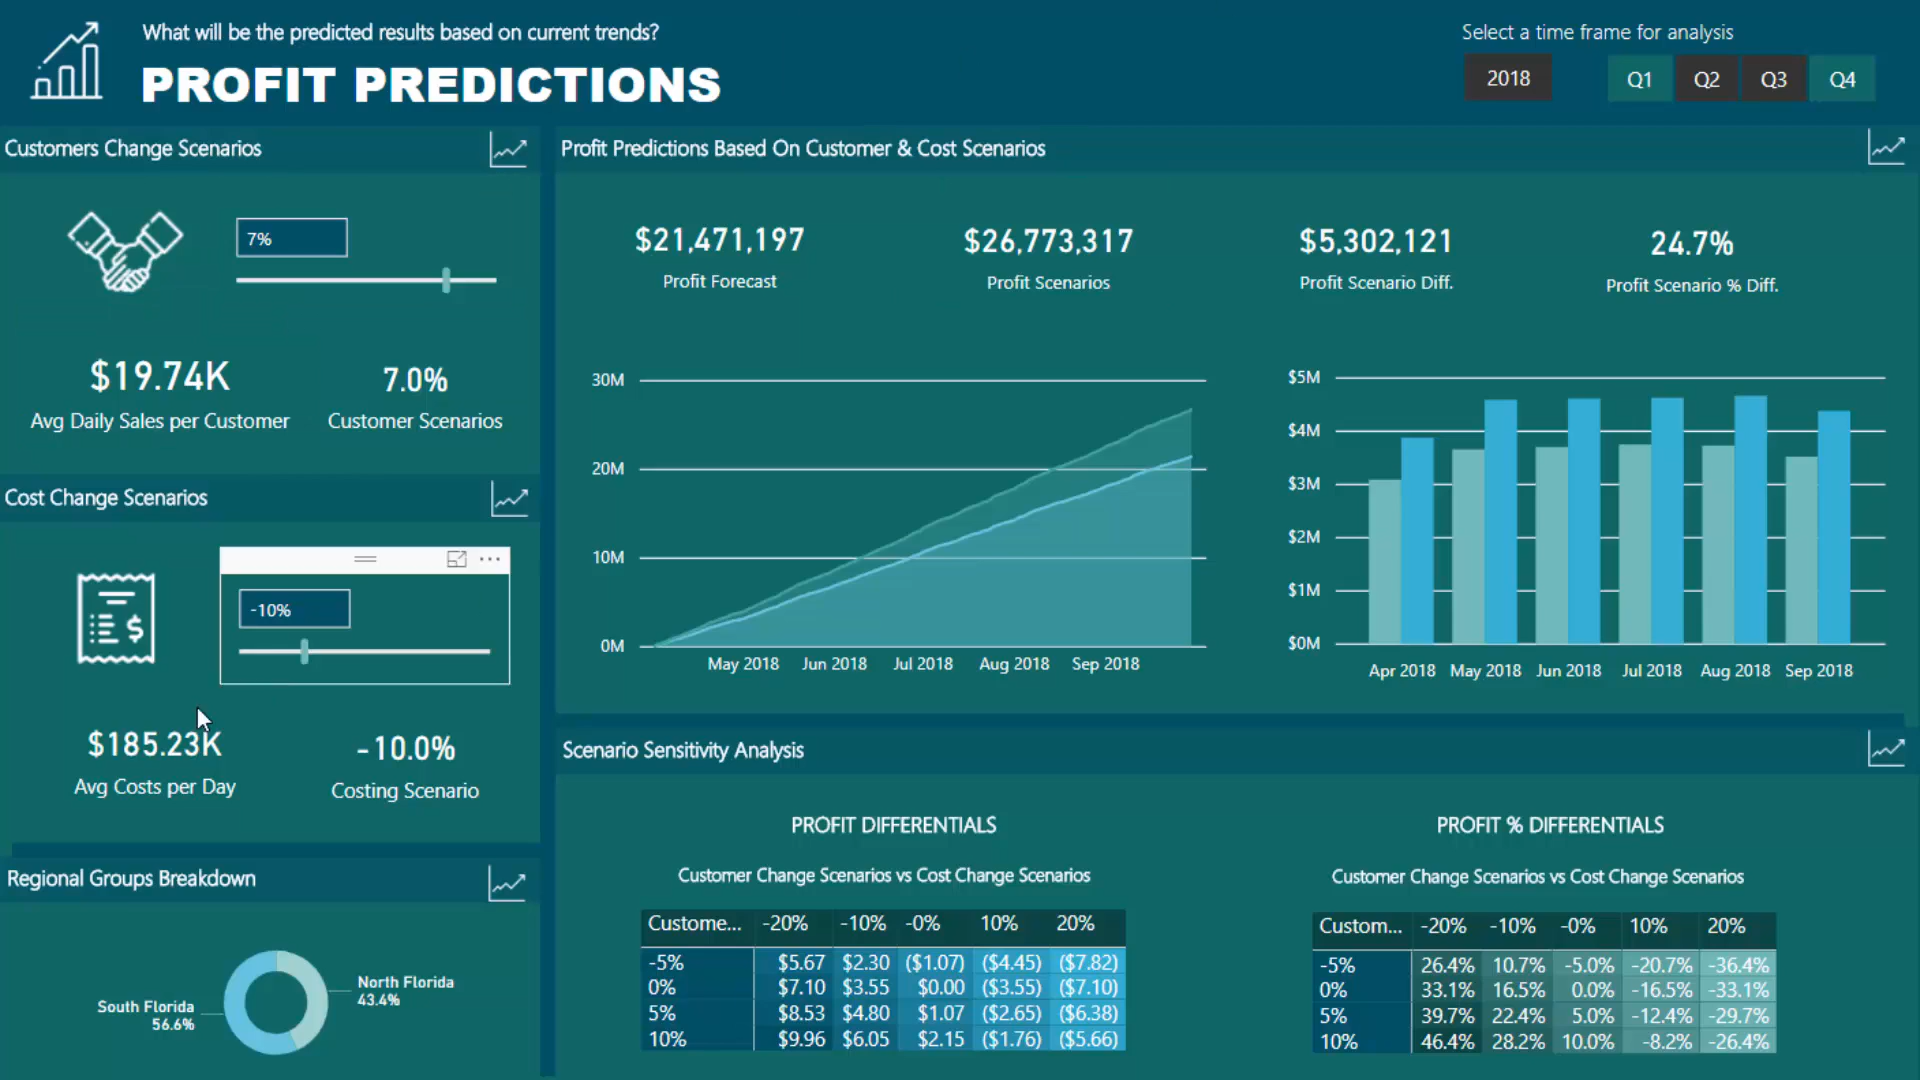 What will be the predicted results based on current trends?
PROFIT PREDICTIONS
Select a time frame for analysis
2018 Q1 Q2 Q3 Q4
Customers Change Scenarios
7%
$19.74K
Avg Daily Sales per Customer
7.0%
Customer Scenarios
Cost Change Scenarios
-10%
$185.23K
Avg Costs per Day
-10.0%
Costing Scenario
Regional Groups Breakdown
North Florida
43.4%
South Florida
56.6%
Profit Predictions Based On Customer & Cost Scenarios
$21,471,197
Profit Forecast
$26,773,317
Profit Scenarios
$5,302,121
Profit Scenario Diff.
24.7%
Profit Scenario % Diff.
30M
20M
10M
0M
May 2018 Jun 2018 Jul 2018 Aug 2018 Sep 2018
$5M
$4M
$3M
$2M
$1M
$0M
Apr 2018 May 2018 Jun 2018 Jul 2018 Aug 2018 Sep 2018
Scenario Sensitivity Analysis
PROFIT DIFFERENTIALS
Customer Change Scenarios vs Cost Change Scenarios
Custome... -20% -10% -0% 10% 20%
-5% $5.67 $2.30 ($1.07) ($4.45) ($7.82)
0% $7.10 $3.55 $0.00 ($3.55) ($7.10)
5% $8.53 $4.80 $1.07 ($2.65) ($6.38)
10% $9.96 $6.05 $2.15 ($1.76) ($5.66)
PROFIT % DIFFERENTIALS
Customer Change Scenarios vs Cost Change Scenarios
Custom... -20% -10% -0% 10% 20%
-5% 26.4% 10.7% -5.0% -20.7% -36.4%
0% 33.1% 16.5% 0.0% -16.5% -33.1%
5% 39.7% 22.4% 5.0% -12.4% -29.7%
10% 46.4% 28.2% 10.0% -8.2% -26.4%